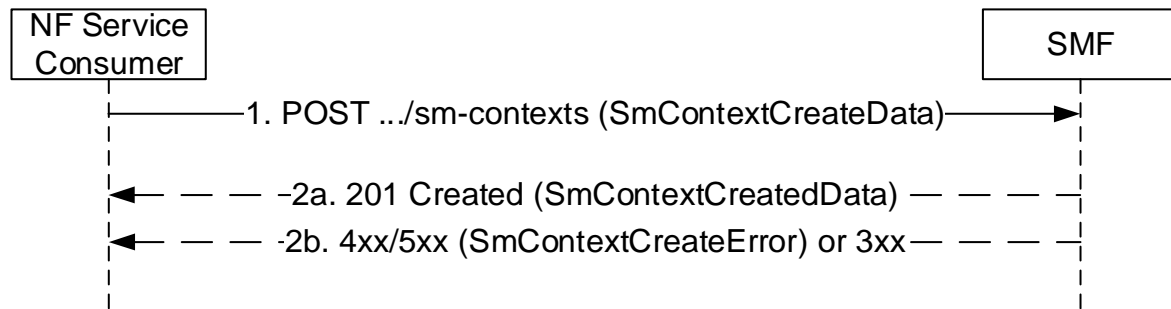 NF Service
Consumer
SMF
1. POST .../sm-contexts (SmContextCreateData)
2a. 201 Created (SmContextCreatedData)
2b. 4xx/5xx (SmContextCreateError) or 3xx